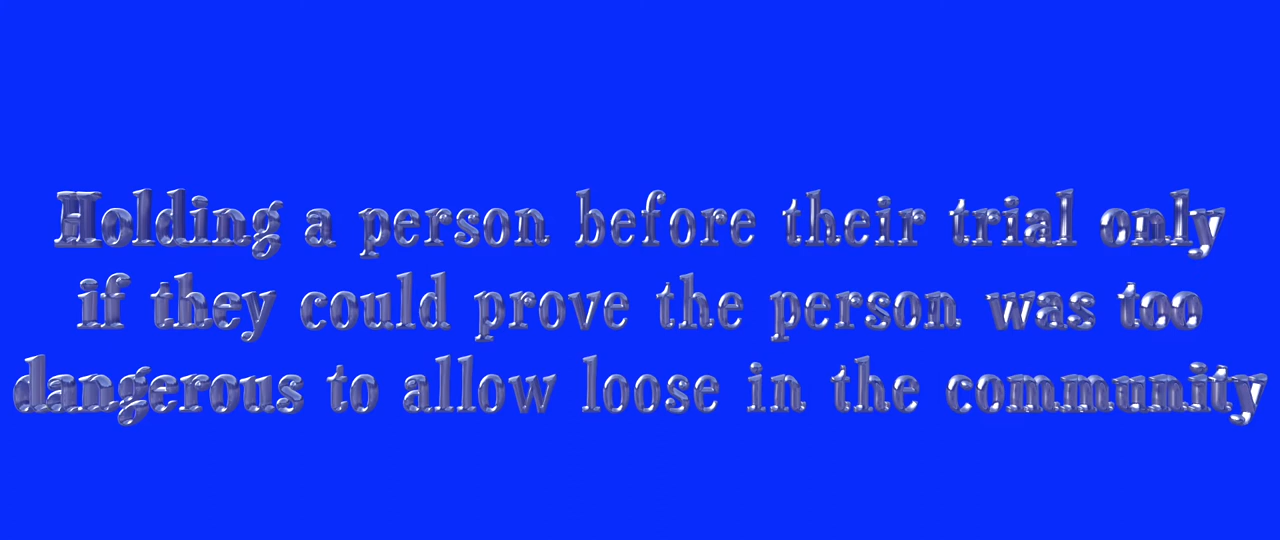 Holding a person before their trial only
if they could prove the person was too
dangerous to allow loose in the community